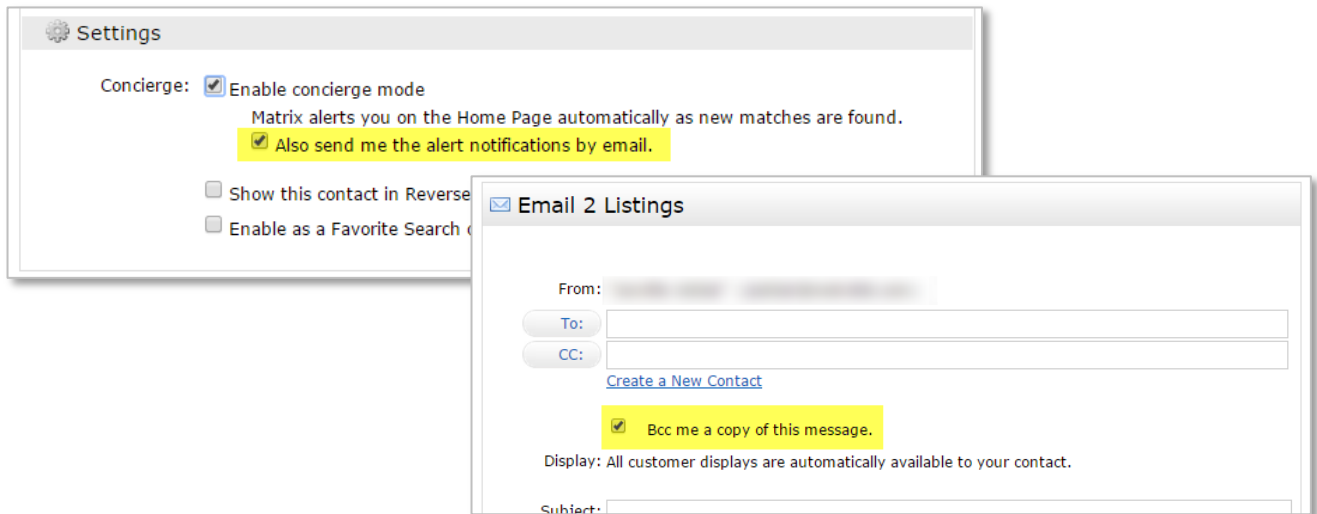 Settings
Concierge: Enable concierge mode
Matrix alerts you on the Home Page automatically as new matches are found.
Also send me the alert notifications by email.
Show this contact in Reverse
Enable as a Favorite Search
Email 2 Listings
From:
To:
CC:
Create a New Contact
Bcc me a copy of this message.
Display: All customer displays are automatically available to your contact.
Subject: